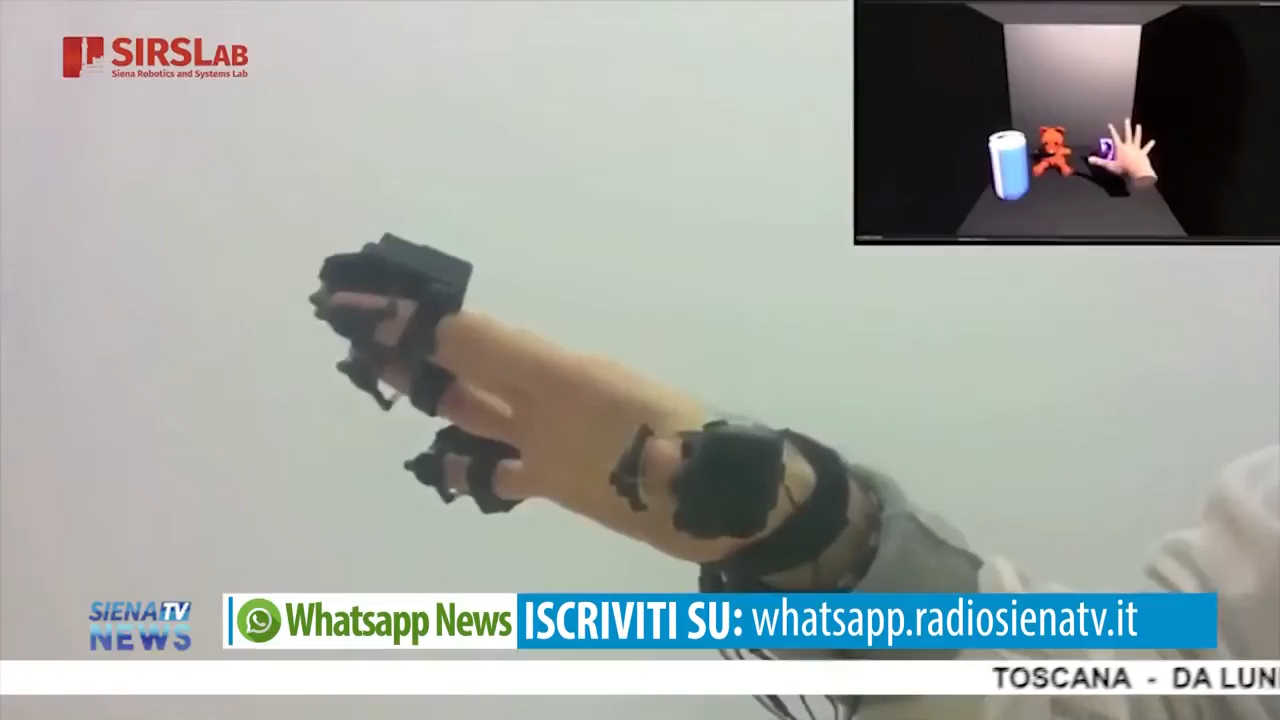 SIRSLAB
Siena Robotics and Systems Lab
SIENA TV
NEWS
Whatsapp News
ISCRIVITI SU: whatsapp.radiosienatv.it
TOSCANA - DA LUN